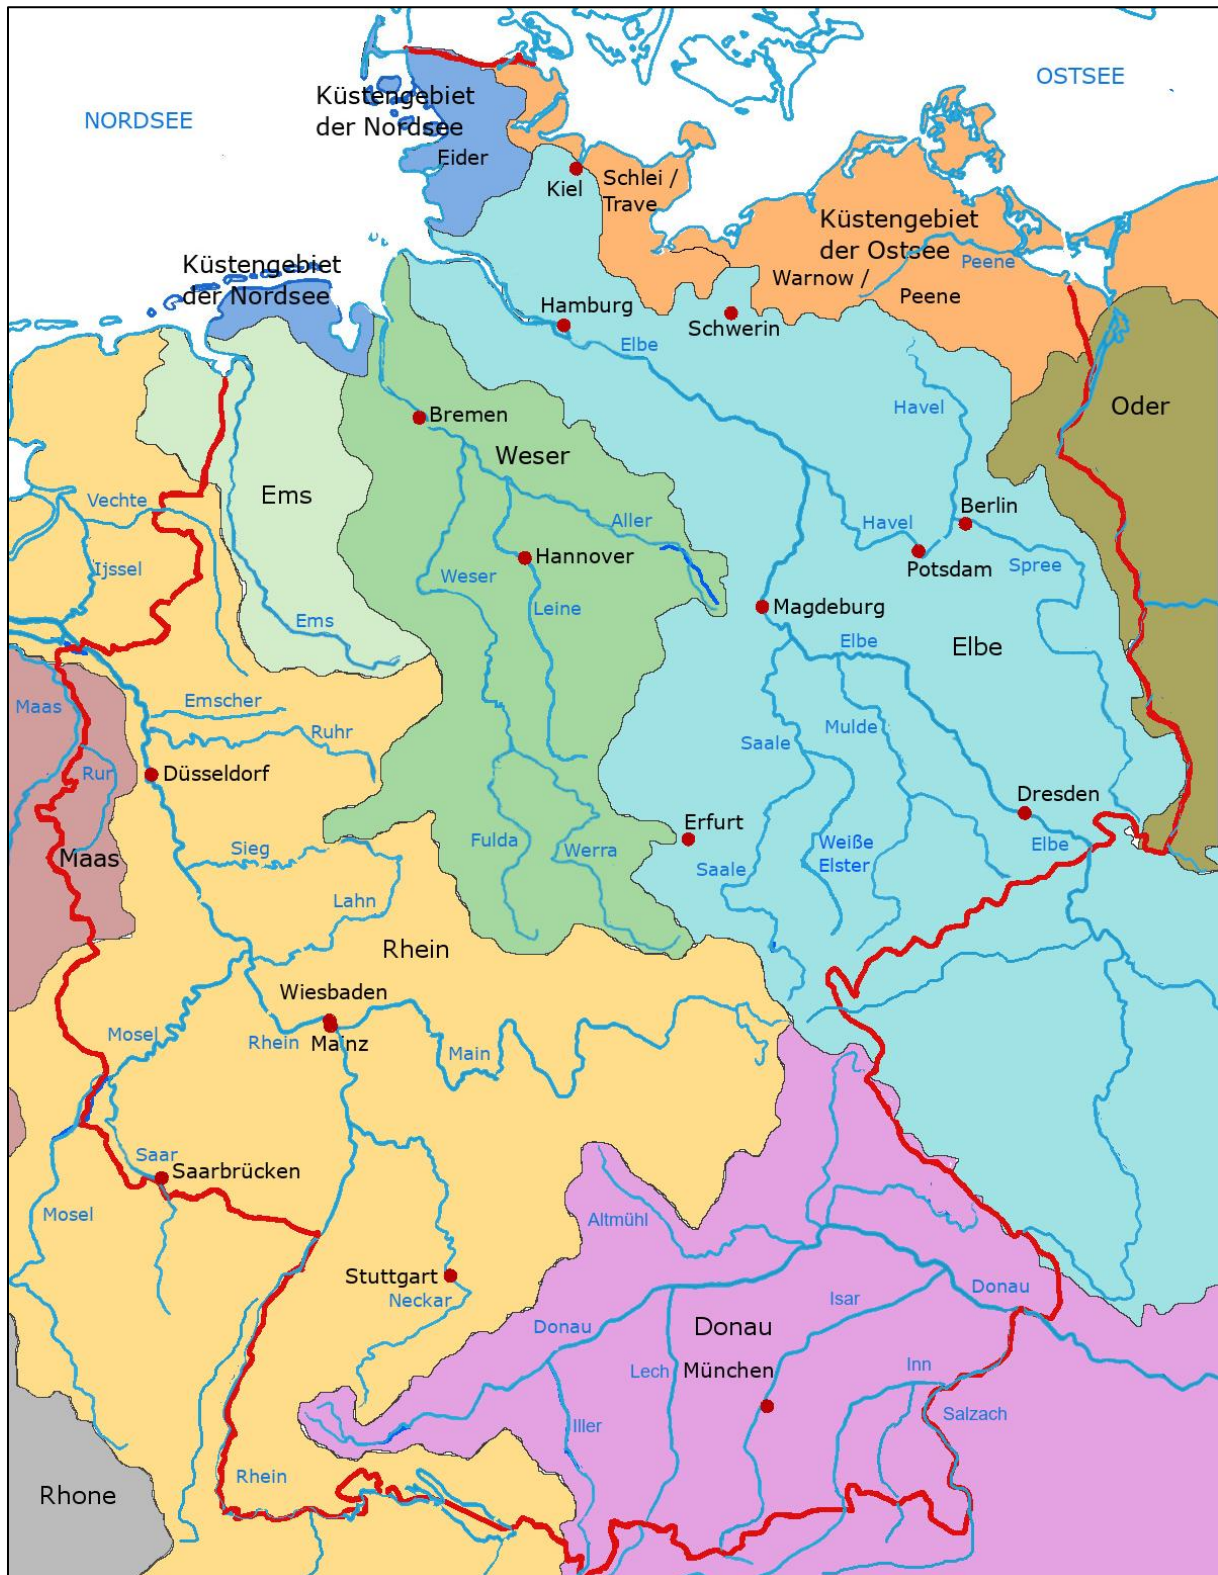 OSTSEE
NORDSEE
Küstengebiet
der Nordsee
Eider
Kiel
Schlei /
Trave
Küstengebiet
der Ostsee
Warnow /
Peene
Peene
Küstengebiet
der Nordsee
Hamburg
Schwerin
Elbe
Havel
Oder
Bremen
Weser
Ems
Vechte
Aller
Berlin
Havel
Hannover
Potsdam
Spree
Ijssel
Weser
Leine
Magdeburg
Ems
Elbe
Elbe
Maas
Emscher
Ruhr
Mulde
Saale
Rur
Düsseldorf
Dresden
Erfurt
Maas
Sieg
Fulda
Werra
Weiße
Elster
Elbe
Saale
Lahn
Rhein
Wiesbaden
Mosel
Rhein
Mainz
Main
Saar
Saarbrücken
Mosel
Altmühl
Stuttgart
Neckar
Donau
Isar
Donau
Donau
Lech
München
Inn
Iller
Salzach
Rhein
Rhone